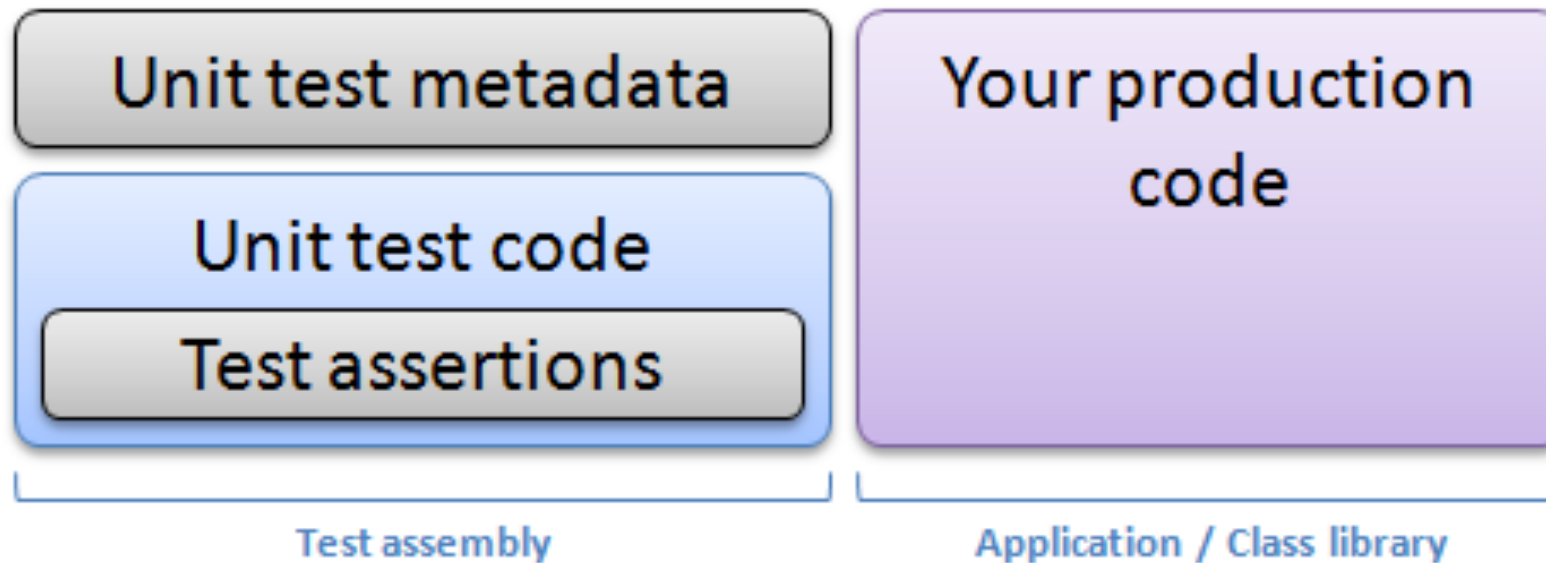 Unit test metadata
Unit test code
Test assertions
Test assembly
Your production
code
Application / Class library